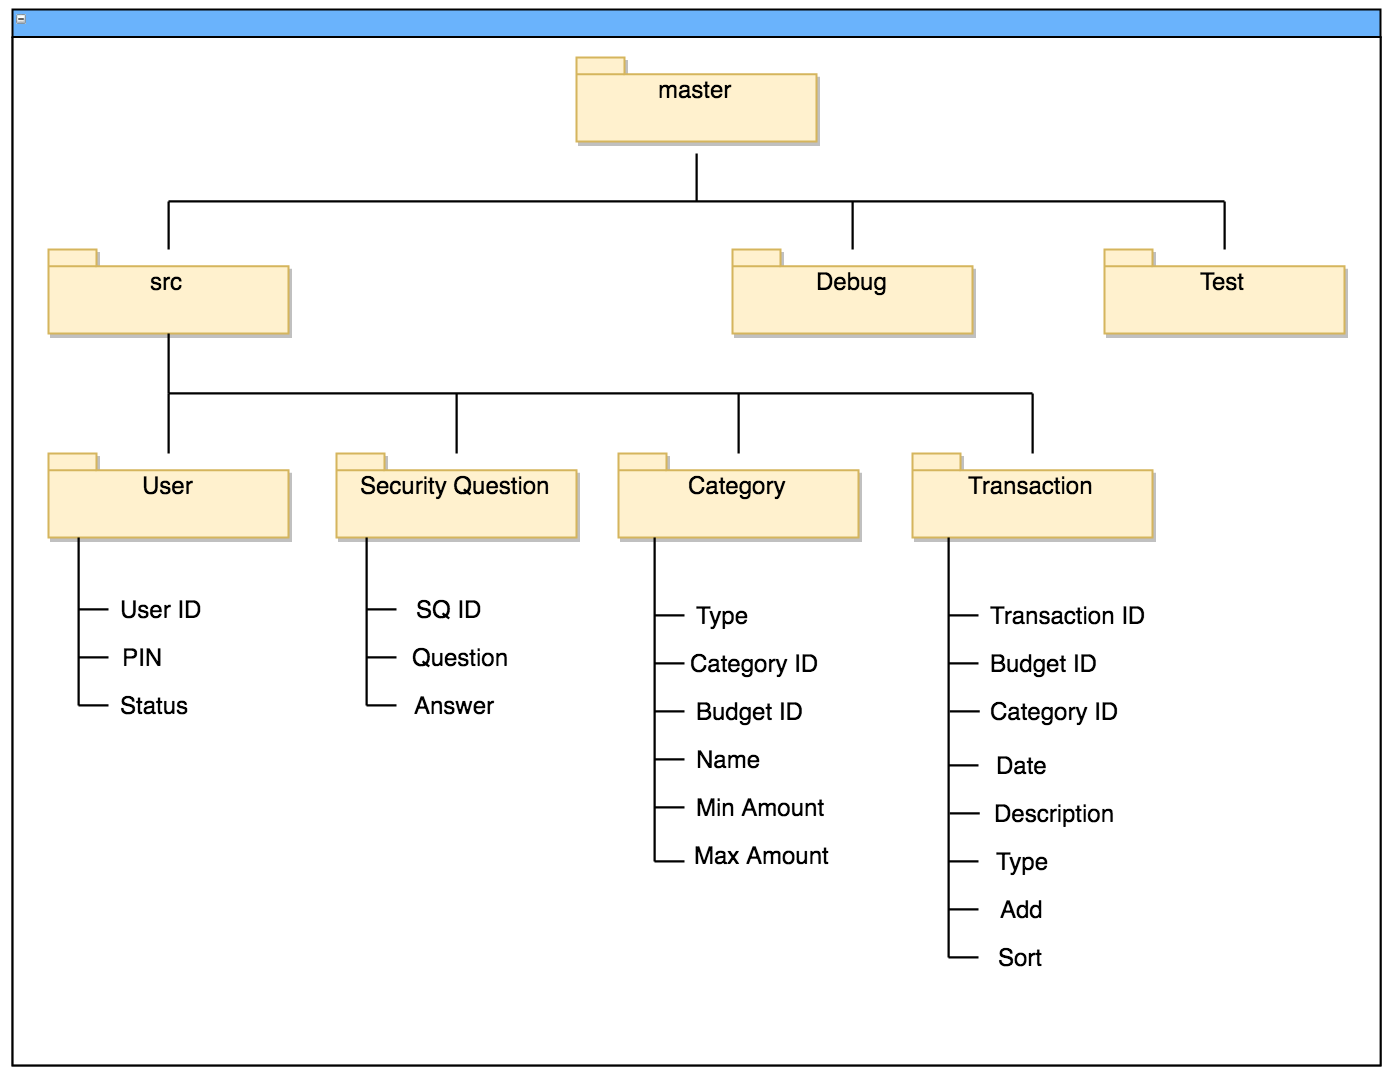 master
src
Debug
Test
User
Security Question
Category
Transaction
User ID
PIN
Status
SQ ID
Question
Answer
Type
Category ID
Budget ID
Name
Min Amount
Max Amount
Transaction ID
Budget ID
Category ID
Date
Description
Type
Add
Sort